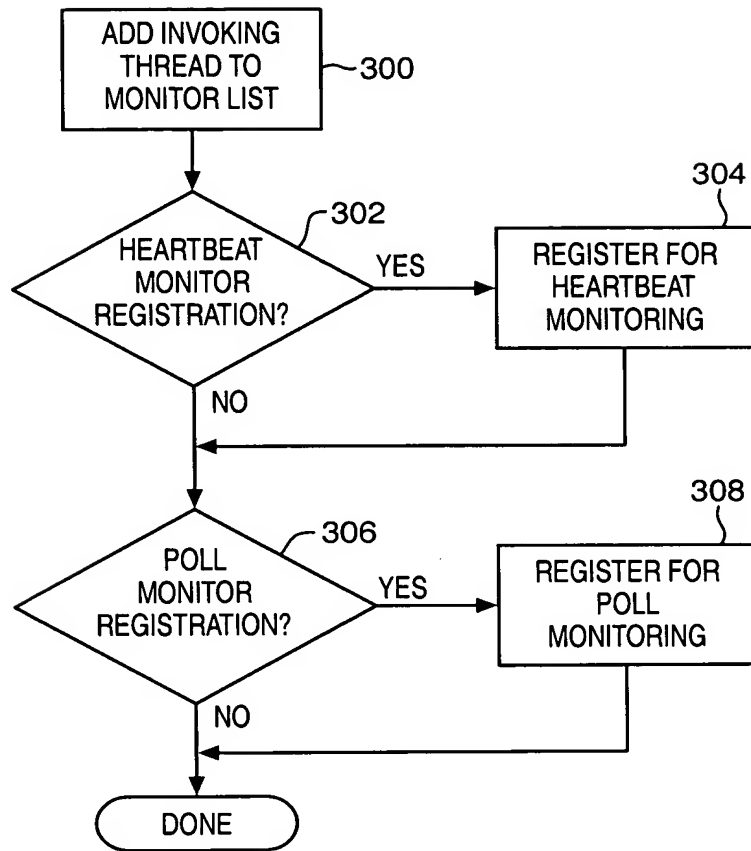 ADD INVOKING
THREAD TO
MONITOR LIST
300
302
HEARTBEAT
MONITOR
REGISTRATION?
YES
304
REGISTER FOR
HEARTBEAT
MONITORING
NO
306
POLL
MONITOR
REGISTRATION?
YES
308
REGISTER FOR
POLL
MONITORING
NO
DONE